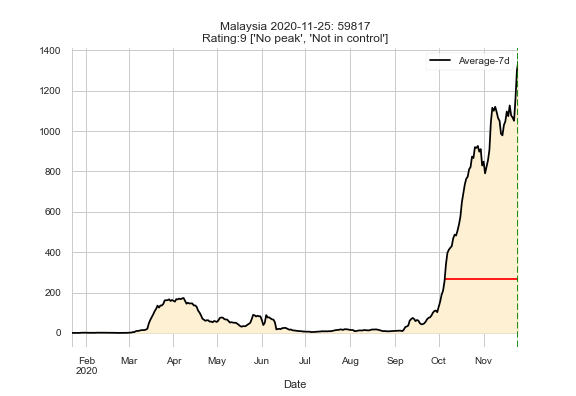 Malaysia 2020-11-25: 59817
Rating:9 ['No peak', 'Not in control']
Average-7d
1400
1200
1000
800
600
400
200
0
Feb Mar Apr May Jun Jul Aug Sep Oct Nov
2020
Date